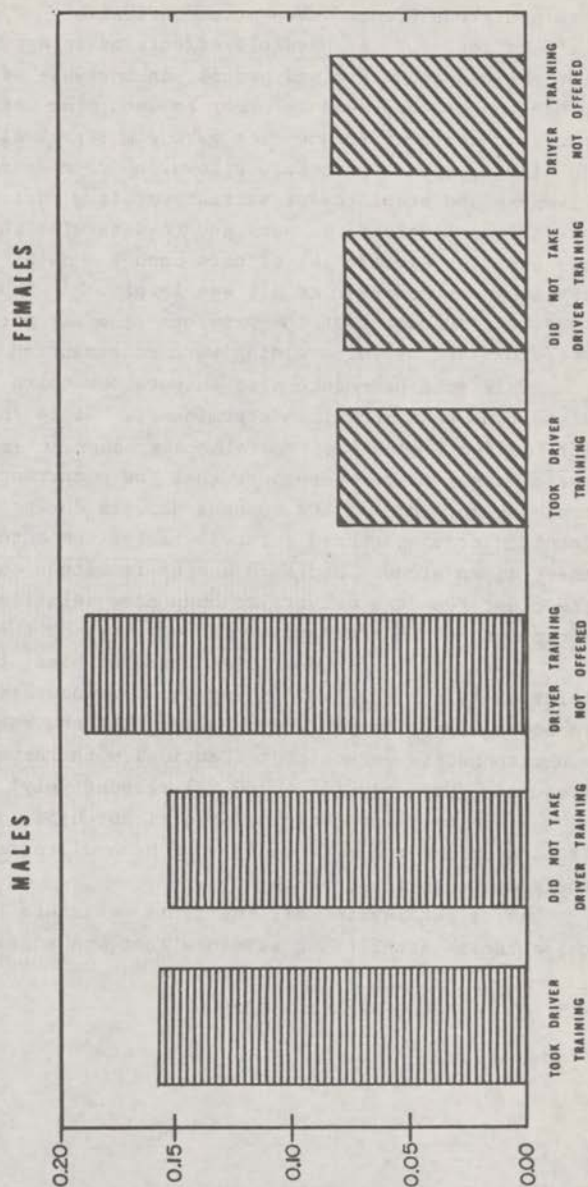 MALES
FEMALES
0.20
0.15
0.10
0.05
0.00
TOOK DRIVER
TRAINING
DID NOT TAKE
DRIVER TRAINING
DRIVER TRAINING
NOT OFFERED
TOOK DRIVER
TRAINING
DID NOT TAKE
DRIVER TRAINING
DRIVER TRAINING
NOT OFFERED